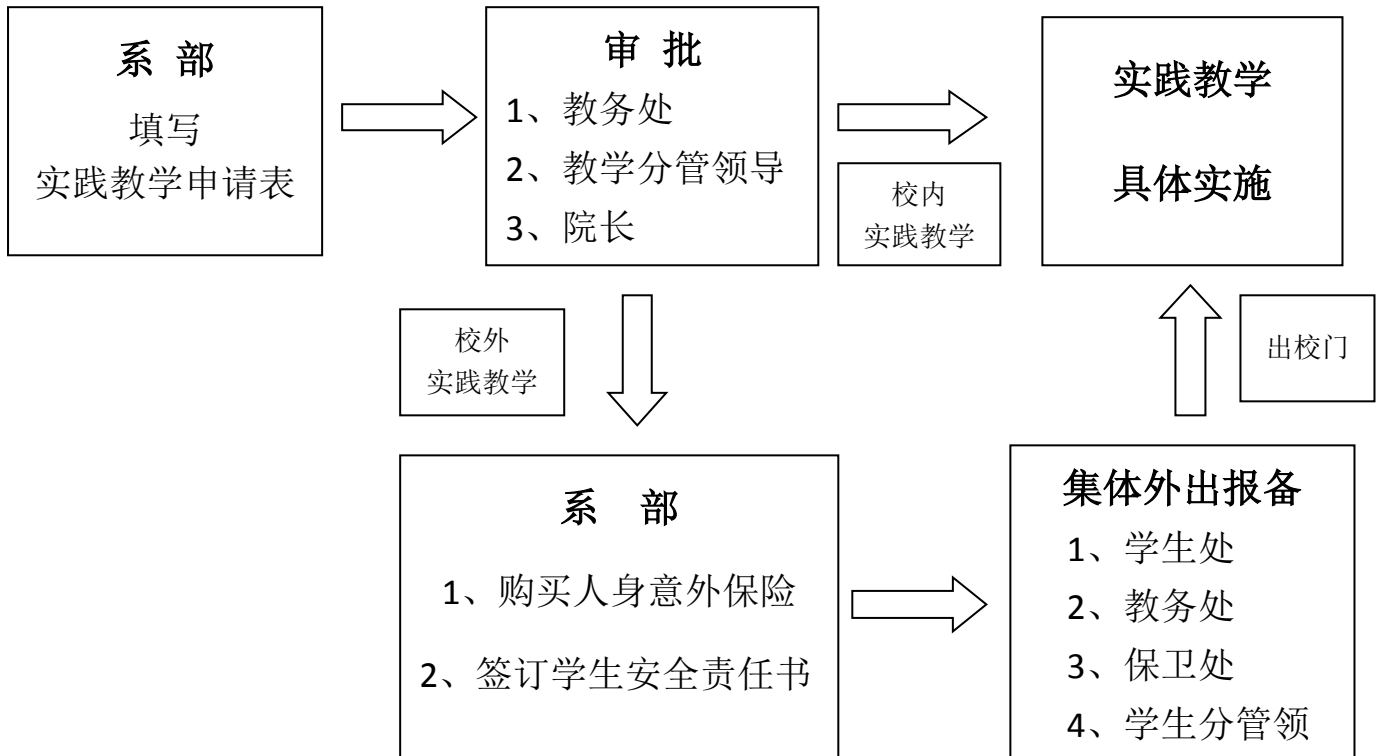 系 部
填写
实践教学申请表
审 批
1、教务处
2、教学分管领导
3、院长
校内
实践教学
实践教学
具体实施
校外
实践教学
出校门
系 部
1、购买人身意外保险
2、签订学生安全责任书
集体外出报备
1、学生处
2、教务处
3、保卫处
4、学生分管领